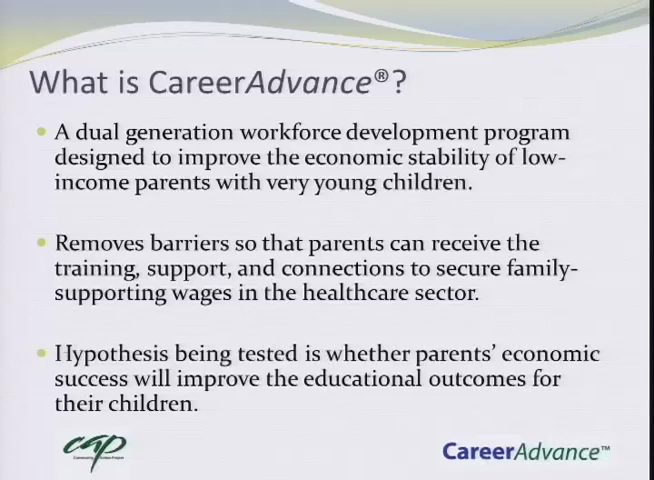 What is CareerAdvance®?
• A dual generation workforce development program
designed to improve the economic stability of low-
income parents with very young children.
• Removes barriers so that parents can receive the
training, support, and connections to secure family-
supporting wages in the healthcare sector.
• Hypothesis being tested is whether parents’ economic
success will improve the educational outcomes for
their children.
cap
CareerAdvance™